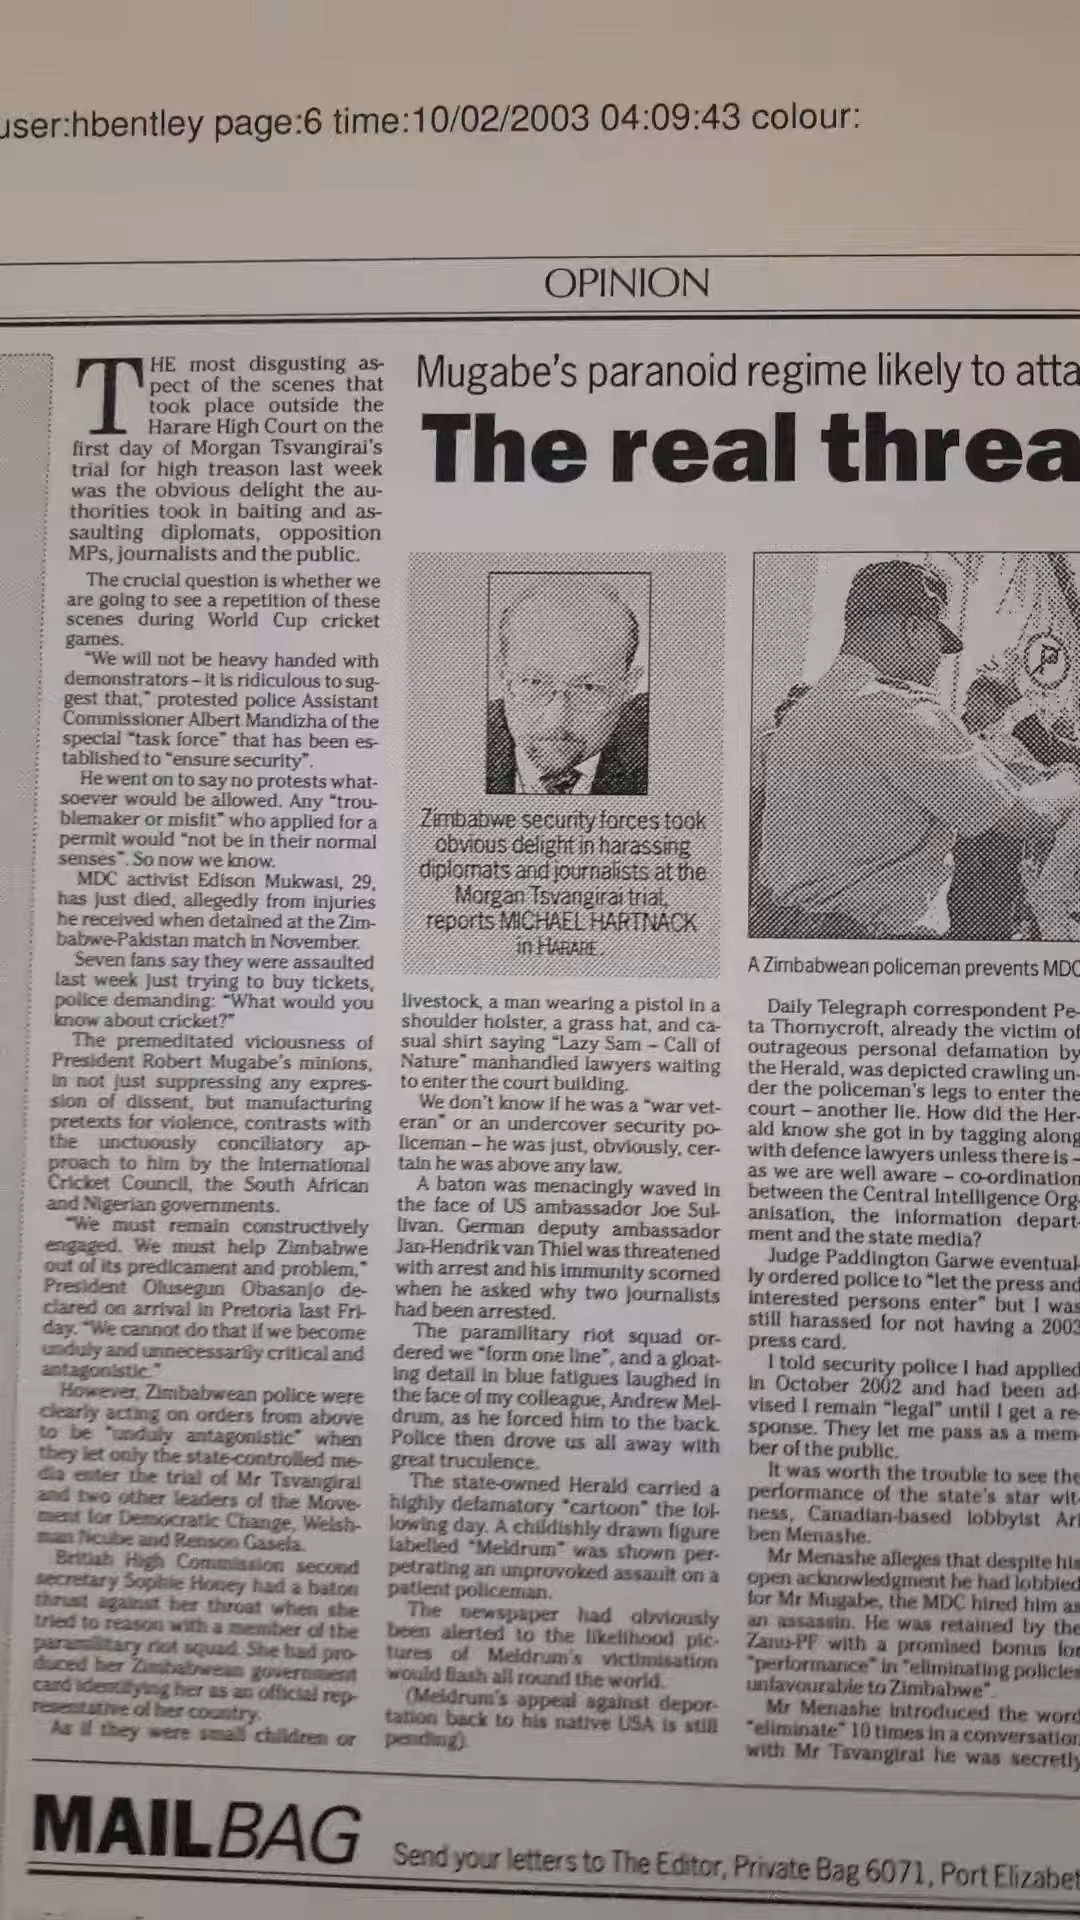 user:hbentley page:6 time:10/02/2003 04:09:43 colour:
OPINION
THE most disgusting as-
pect of the scenes that
took place outside the
Harare High Court on the
first day of Morgan Tsvangirai's
trial for high treason last week
was the obvious delight the au-
thorities took in baiting and as-
saulting diplomats, opposition
MPs, journalists and the public.
The crucial question is whether we
are going to see a repetition of these
scenes during World Cup cricket
games.
"We will not be heavy handed with
demonstrators – it is ridiculous to sug-
gest that," protested police Assistant
Commissioner Albert Mandizha of the
special "task force" that has been es-
tablished to "ensure security".
He went on to say no protests what-
soever would be allowed. Any "trou-
blemaker or misfit" who applied for a
permit would "not be in their normal
senses". So now we know.
MDC activist Edison Mukwasi, 29,
has just died, allegedly from injuries
he received when detained at the Zim-
babwe-Pakistan match in November.
Seven fans say they were assaulted
last week just trying to buy tickets,
police demanding: "What would you
know about cricket?"
The premeditated viciousness of
President Robert Mugabe's minions,
in not just suppressing any expres-
sion of dissent, but manufacturing
pretexts for violence, contrasts with
the unctuously conciliatory ap-
proach to him by the International
Cricket Council, the South African
and Nigerian governments.
"We must remain constructively
engaged. We must help Zimbabwe
out of its predicament and problem,"
President Olusegun Obasanjo de-
clared on arrival in Pretoria last Fri-
day. "We cannot do that if we become
unduly and unnecessarily critical and
antagonistic."
However, Zimbabwean police were
clearly acting on orders from above
to be "unduly antagonistic" when
they let only the state-controlled me-
dia enter the trial of Mr Tsvangirai
and two other leaders of the Move-
ment for Democratic Change, Welsh-
man Ncube and Renson Gasela.
British High Commission second
secretary Sophie Honey had a baton
thrust against her throat when she
tried to reason with a member of the
paramilitary riot squad. She had pro-
duced her Zimbabwean government
card identifying her as an official rep-
resentative of her country.
As if they were small children or
Mugabe's paranoid regime likely to atta
The real threa
Zimbabwe security forces took
obvious delight in harassing
diplomats and journalists at the
Morgan Tsvangirai trial,
reports MICHAEL HARTNACK
in HARARE.
livestock, a man wearing a pistol in a
shoulder holster, a grass hat, and ca-
sual shirt saying "Lazy Sam – Call of
Nature" manhandled lawyers waiting
to enter the court building.
We don't know if he was a "war vet-
eran" or an undercover security po-
liceman – he was just, obviously, cer-
tain he was above any law.
A baton was menacingly waved in
the face of US ambassador Joe Sul-
livan. German deputy ambassador
Jan-Hendrik van Thiel was threatened
with arrest and his immunity scorned
when he asked why two journalists
had been arrested.
The paramilitary riot squad or-
dered we "form one line", and a gloat-
ing detail in blue fatigues laughed in
the face of my colleague, Andrew Mel-
drum, as he forced him to the back.
Police then drove us all away with
great truculence.
The state-owned Herald carried a
highly defamatory "cartoon" the fol-
lowing day. A childishly drawn figure
labelled "Meldrum" was shown per-
petrating an unprovoked assault on a
patient policeman.
The newspaper had obviously
been alerted to the likelihood pic-
tures of Meldrum's victimisation
would flash all round the world.
(Meldrum's appeal against depor-
tation back to his native USA is still
pending).
A Zimbabwean policeman prevents MDC
Daily Telegraph correspondent Pe-
ta Thornycroft, already the victim of
outrageous personal defamation by
the Herald, was depicted crawling un-
der the policeman's legs to enter the
court – another lie. How did the Her-
ald know she got in by tagging along
with defence lawyers unless there is –
as we are well aware – co-ordination
between the Central Intelligence Org-
anisation, the information depart-
ment and the state media?
Judge Paddington Garwe eventual-
ly ordered police to "let the press and
interested persons enter" but I was
still harassed for not having a 2003
press card.
I told security police I had applied
in October 2002 and had been ad-
vised I remain "legal" until I get a re-
sponse. They let me pass as a mem-
ber of the public.
It was worth the trouble to see the
performance of the state's star wit-
ness, Canadian-based lobbyist Ari
ben Menashe.
Mr Menashe alleges that despite his
open acknowledgment he had lobbied
for Mr Mugabe, the MDC hired him as
an assassin. He was retained by the
Zanu-PF with a promised bonus for
"performance" in "eliminating policies
unfavourable to Zimbabwe".
Mr Menashe introduced the word
"eliminate" 10 times in a conversation
with Mr Tsvangirai he was secretly
MAILBAG
Send your letters to The Editor, Private Bag 6071, Port Elizabet